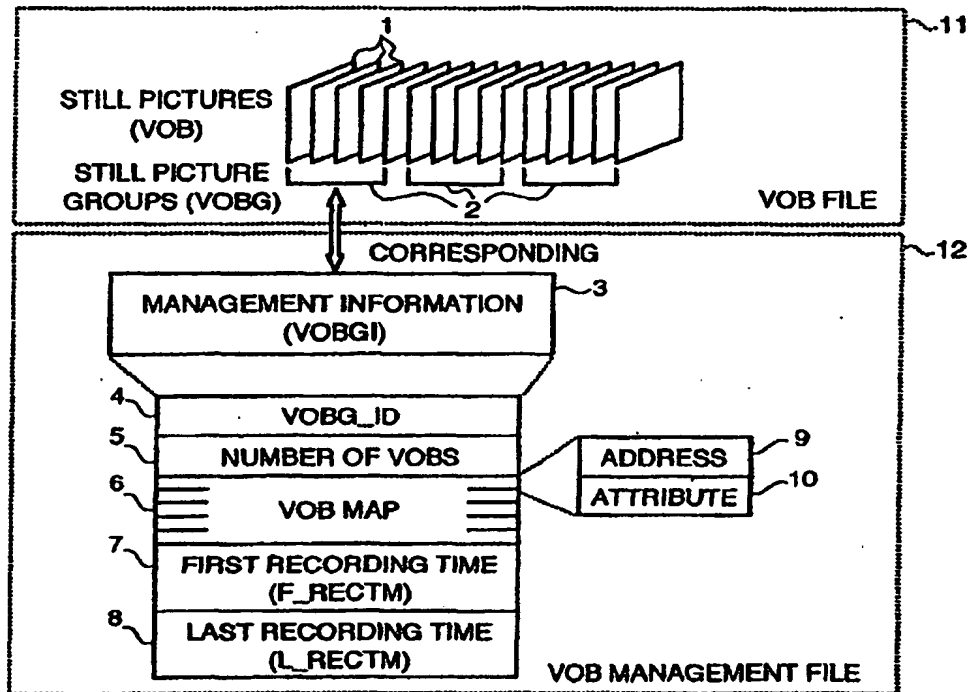 1
11
STILL PICTURES
(VOB)
STILL PICTURE
GROUPS (VOBG)
2
VOB FILE
12
CORRESPONDING
3
MANAGEMENT INFORMATION
(VOBGI)
4
VOBG_ID
5
NUMBER OF VOBS
9
ADDRESS
6
VOB MAP
10
ATTRIBUTE
7
FIRST RECORDING TIME
(F_RECTM)
8
LAST RECORDING TIME
(L_RECTM)
VOB MANAGEMENT FILE